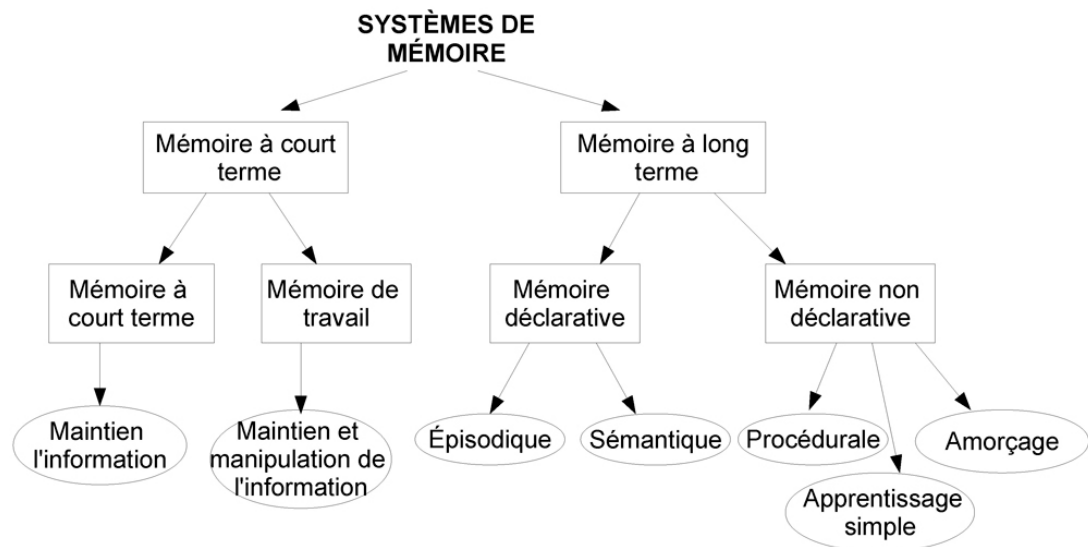 SYSTÈMES DE
MÉMOIRE
Mémoire à court
terme
Mémoire à long
terme
Mémoire à
court terme
Mémoire de
travail
Mémoire
déclarative
Mémoire non
déclarative
Maintien
l'information
Maintien et
manipulation de
l'information
Épisodique
Sémantique
Procédurale
Amorçage
Apprentissage
simple